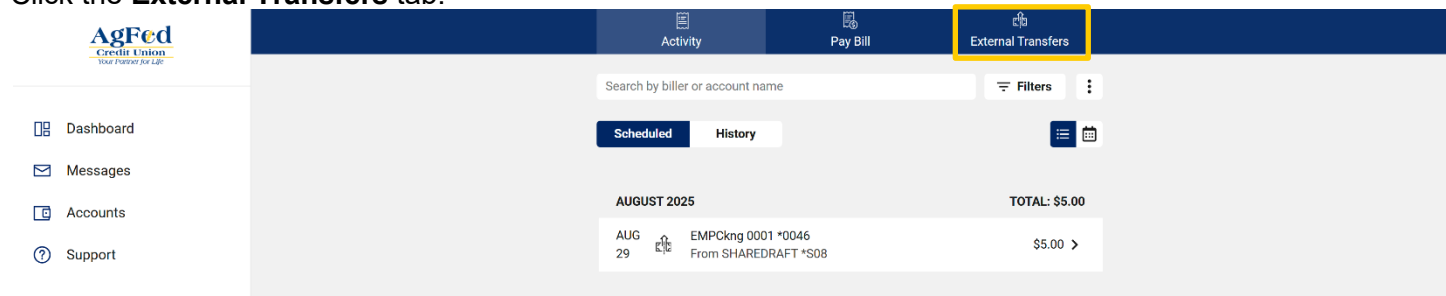 Click the External Transfers tab.
AgFed
Credit Union
Your Partner for Life
Activity
Pay Bill
External Transfers
Search by biller or account name
Filters
Scheduled
History
Dashboard
Messages
Accounts
Support
AUGUST 2025
TOTAL: $5.00
AUG
29
EMPCkng 0001 *0046
From SHAREDRAFT *S08
$5.00